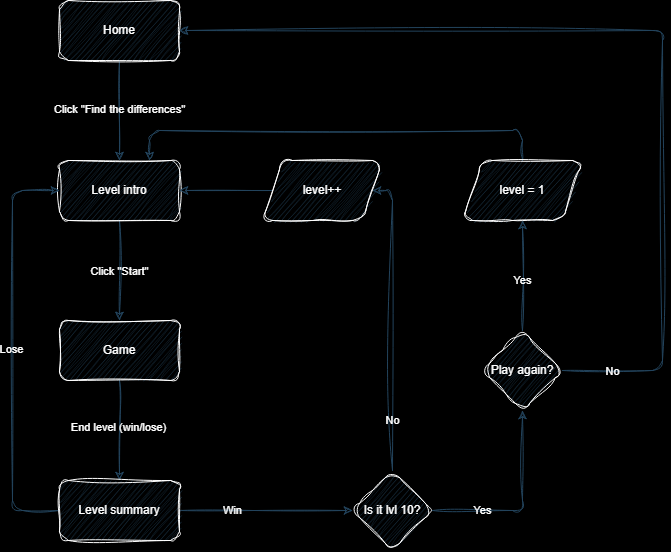 Home
Click "Find the differences"
Level intro
level++
level = 1
Click "Start"
Yes
Lose
Game
Play again?
No
No
End level (win/lose)
Level summary
Win
Is it lvl 10?
Yes